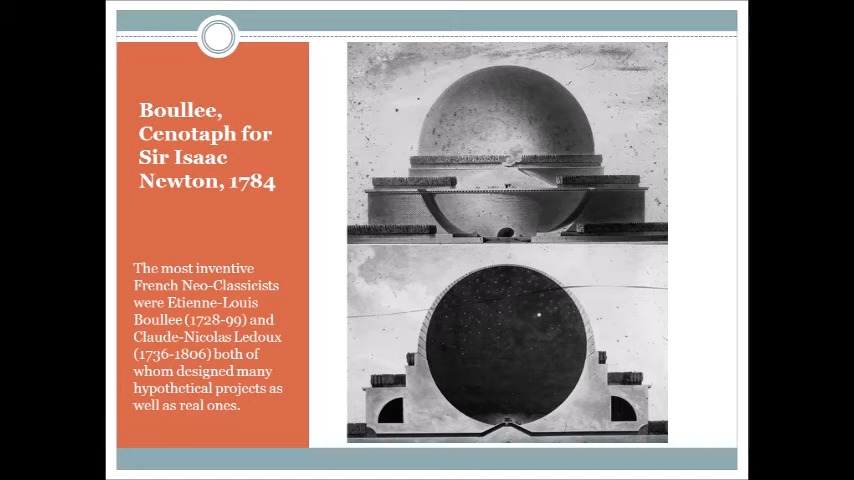 Boullee,
Cenotaph for
Sir Isaac
Newton, 1784
The most inventive
French Neo-Classicists
were Etienne-Louis
Boullee (1728-99) and
Claude-Nicolas Ledoux
(1736-1806) both of
whom designed many
hypothetical projects as
well as real ones.